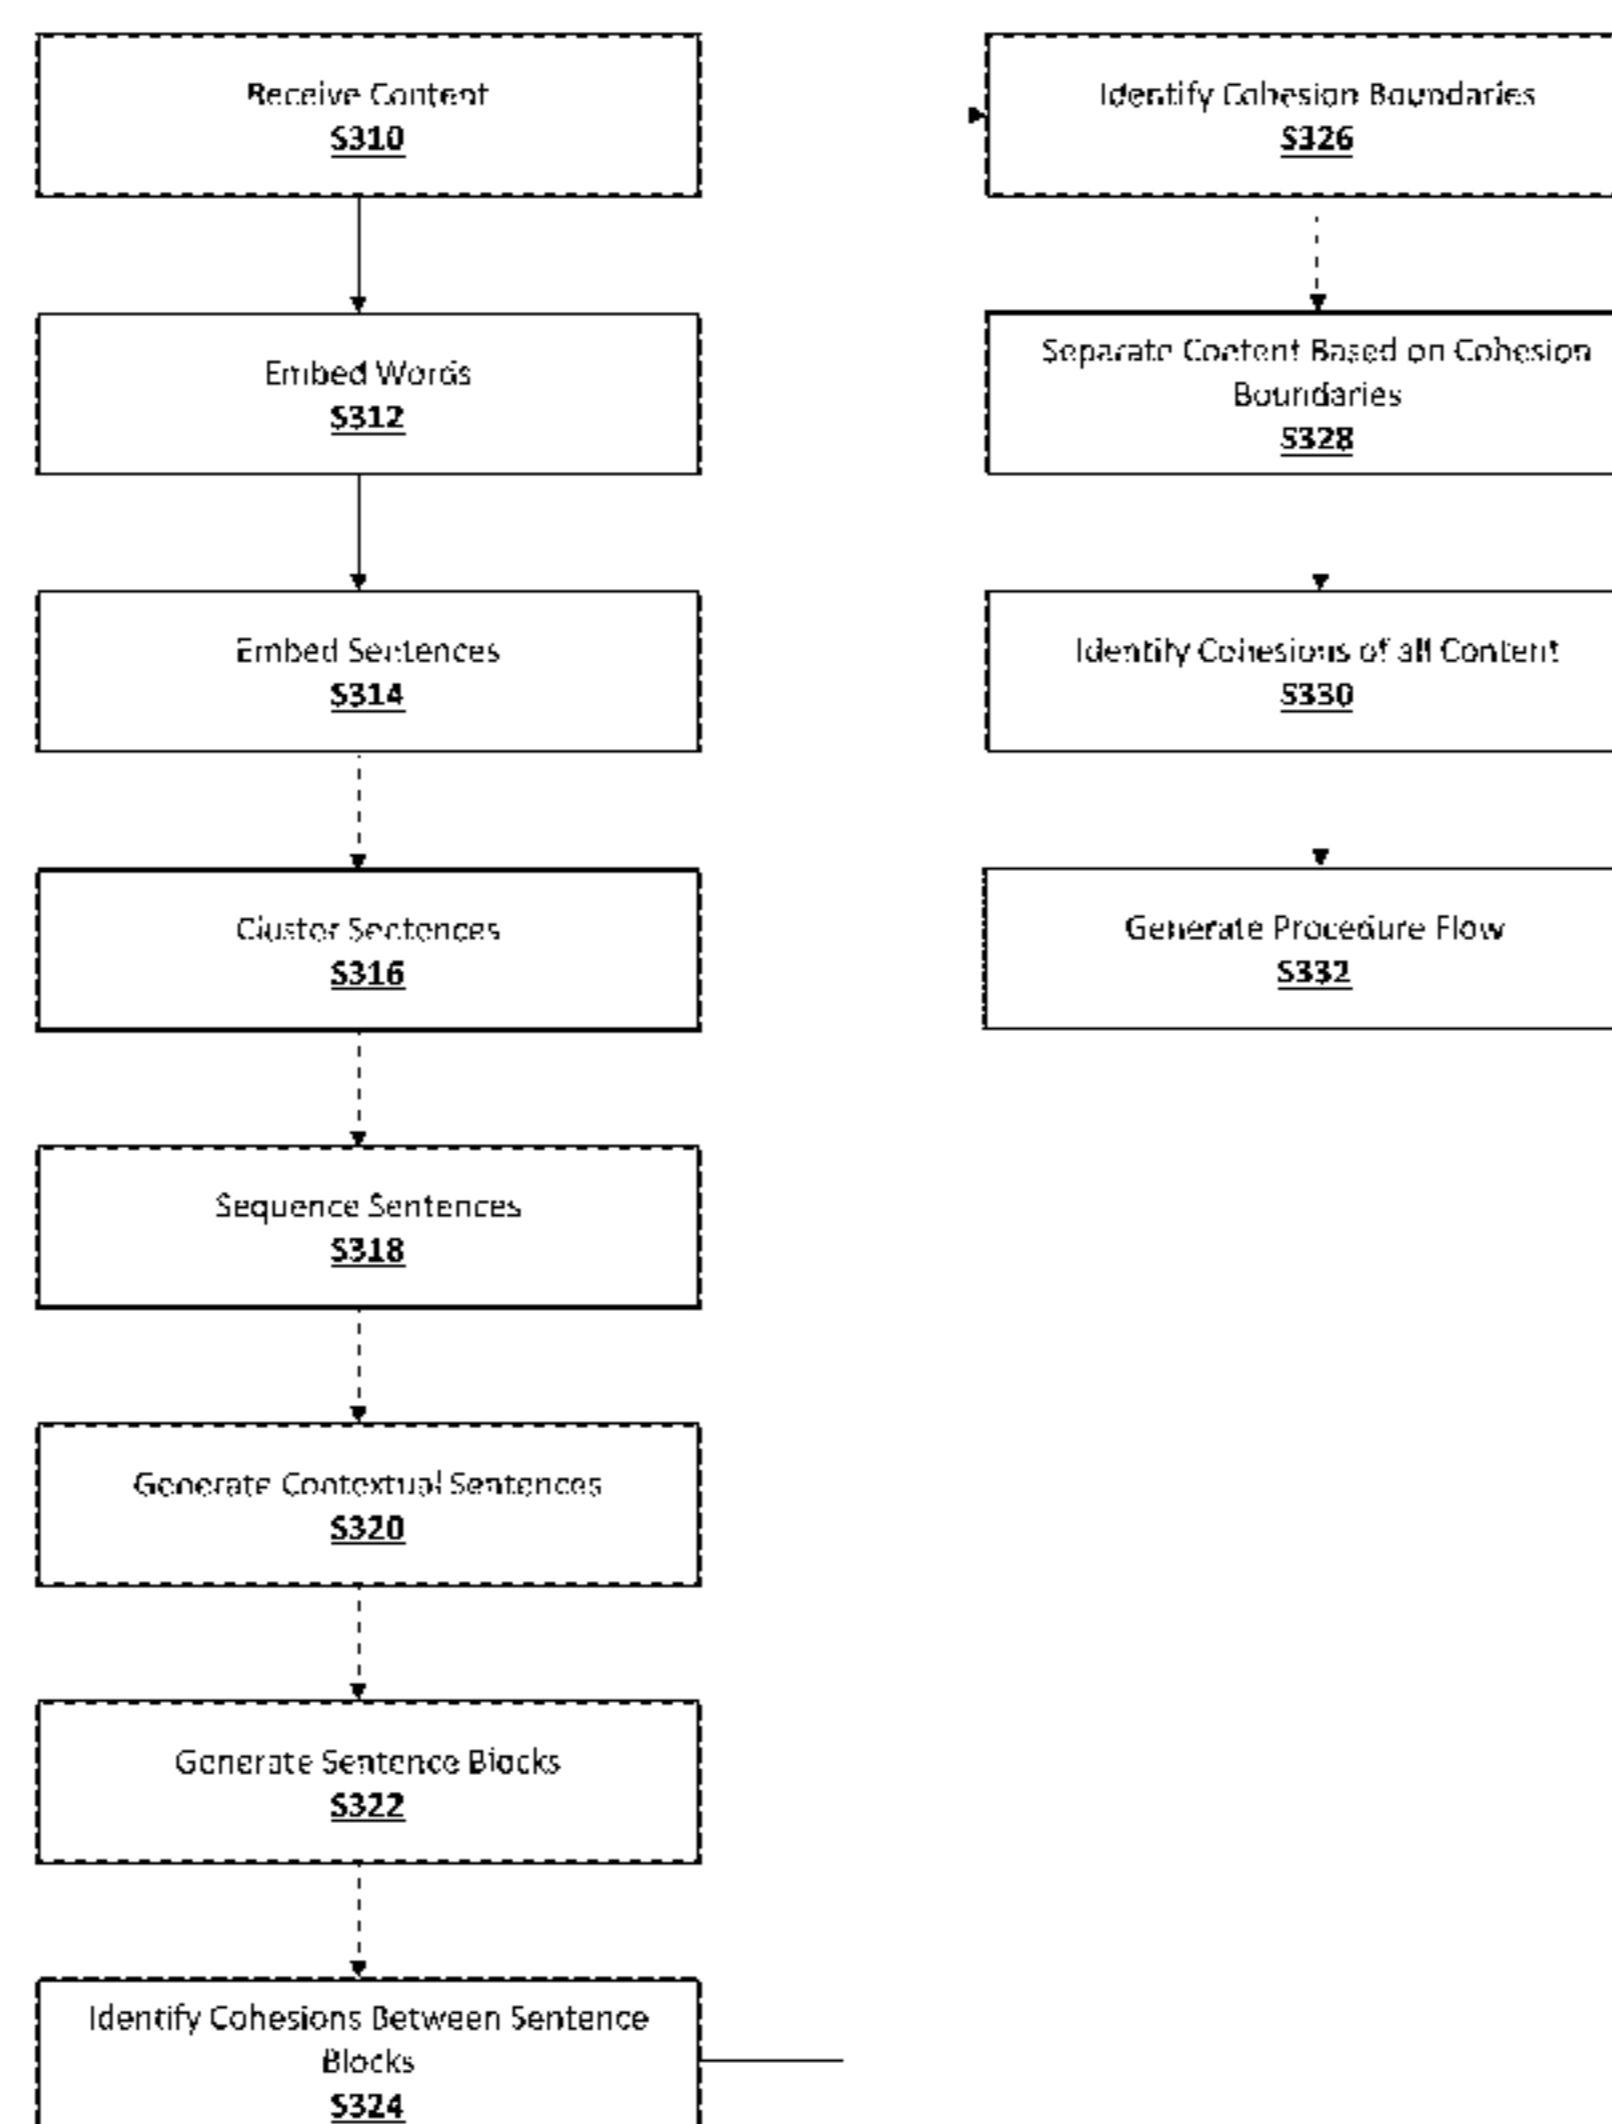 Receive Content
S310
Embed Words
S312
Embed Sentences
S314
Cluster Sentences
S316
Sequence Sentences
S318
Generate Contextual Sentences
S320
Generate Sentence Blocks
S322
Identify Cohesions Between Sentence
Blocks
S324
Identify Cohesion Boundaries
S326
Separate Content Based on Cohesion
Boundaries
S328
Identify Cohesions of all Content
S330
Generate Procedure Flow
S332